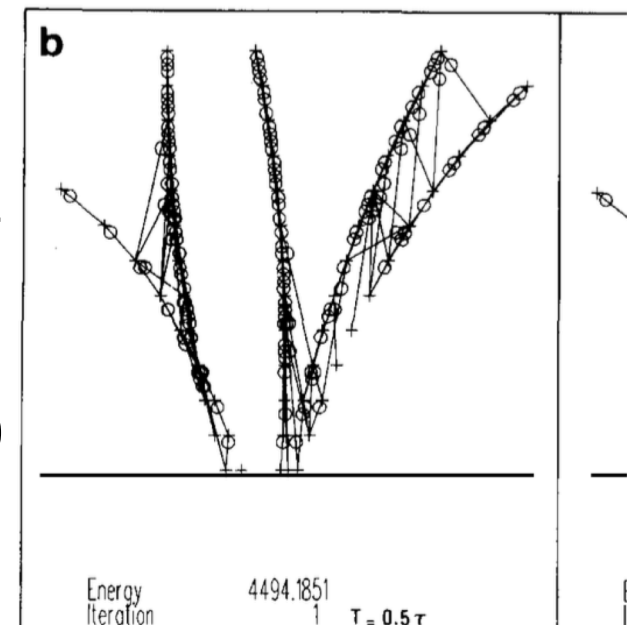 b
Energy 4494.1851
Iteration 1 T = 0.5 τ